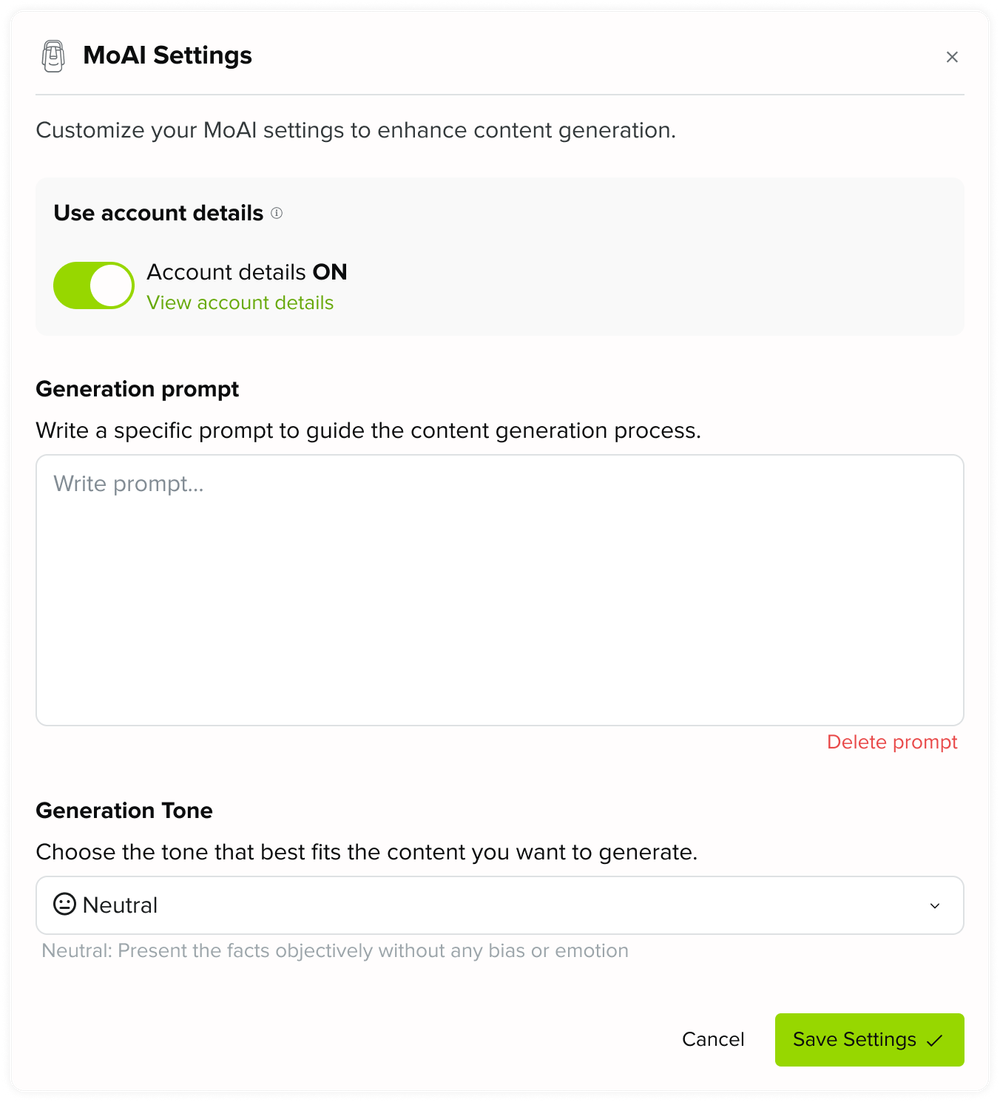 MoAI Settings
Customize your MoAI settings to enhance content generation.
Use account details
Account details ON
View account details
Generation prompt
Write a specific prompt to guide the content generation process.
Write prompt...
Delete prompt
Generation Tone
Choose the tone that best fits the content you want to generate.
Neutral
Neutral: Present the facts objectively without any bias or emotion
Cancel
Save Settings